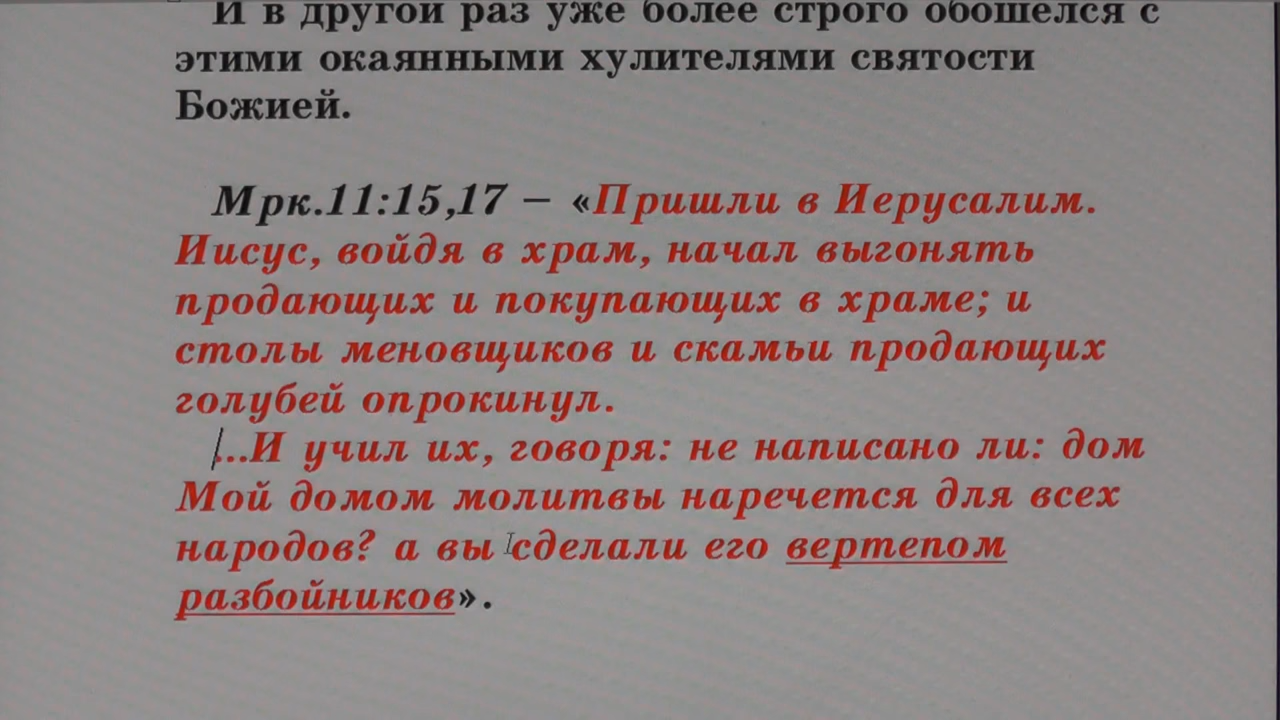 И в другой раз уже более строго обошелся с
этими окаянными хулителями святости
Божией.
Мрк.11:15,17 – «Пришли в Иерусалим.
Иисус, войдя в храм, начал выгонять
продающих и покупающих в храме; и
столы меновщиков и скамьи продающих
голубей опрокинул.
...И учил их, говоря: не написано ли: дом
Мой домом молитвы наречется для всех
народов? а вы сделали его вертепом
разбойников».